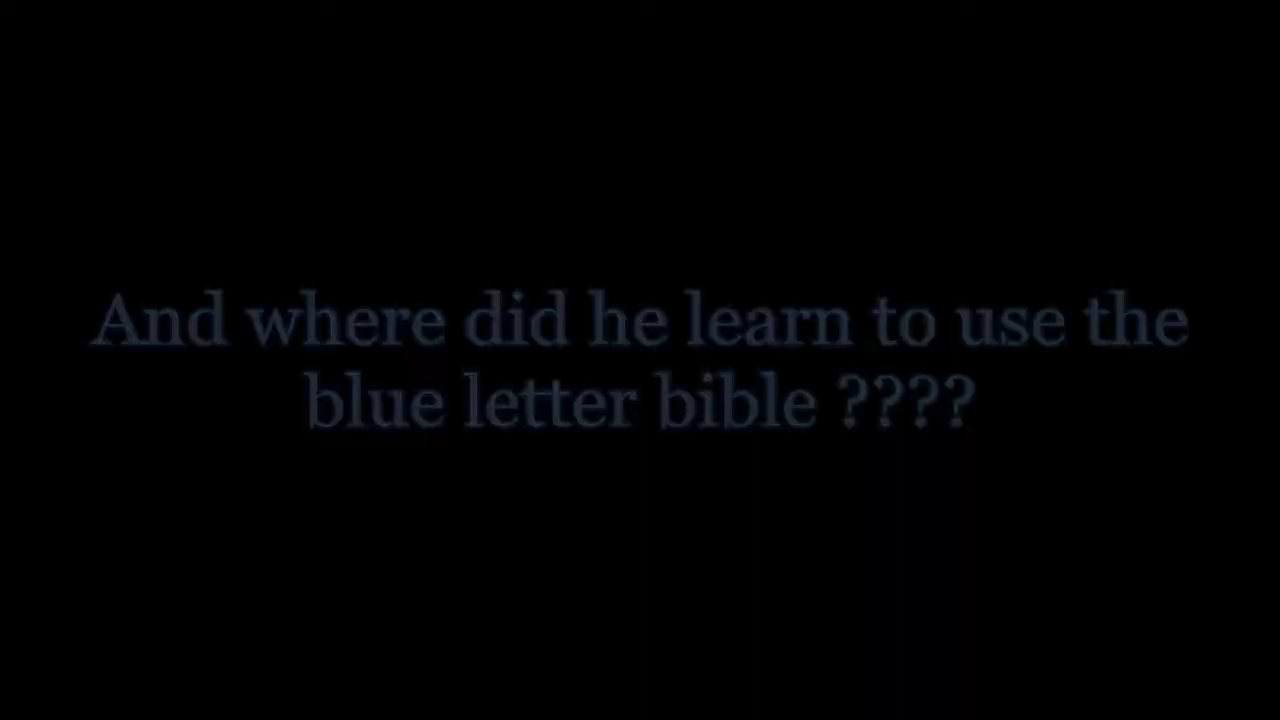 And where did he learn to use the
blue letter bible ????